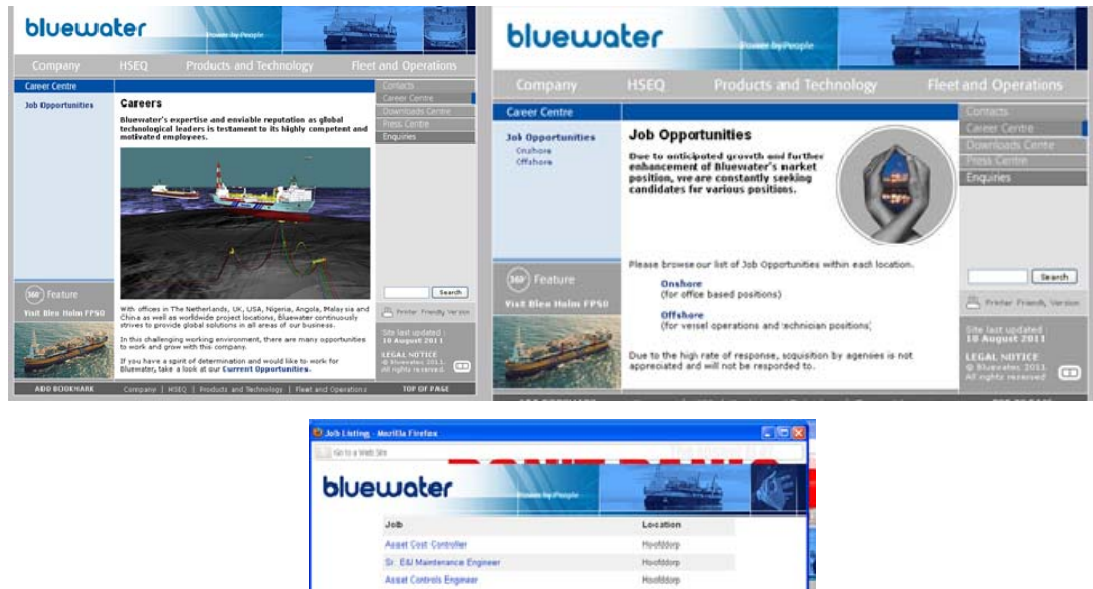 bluewater
Power by People
Company HSEQ Products and Technology Fleet and Operations
Career Centre
Job Opportunities
Careers
Bluewater's expertise and enviable reputation as global
technological leaders is testament to its highly competent and
motivated employees.
Contacts
Career Centre
Downloads Centre
Press Centre
Enquiries
360° Feature
Visit Bleo Holm FPSO
With offices in The Netherlands, UK, USA, Nigeria, Angola, Malaysia and
China as well as worldwide project locations, Bluewater continuously
strives to provide global solutions in all areas of our business.
In this challenging working environment, there are many opportunities
to work and grow with this company.
If you have a spirit of determination and would like to work for
Bluewater, take a look at our Current Opportunities.
Search
Printer Friendly Version
Site last updated :
10 August 2011
LEGAL NOTICE
© Bluewater 2011.
All rights reserved.
ADD BOOKMARK Company | HSEQ | Products and Technology | Fleet and Operations TOP OF PAGE
bluewater
Power by People
Company HSEQ Products and Technology Fleet and Operations
Career Centre
Job Opportunities
Onshore
Offshore
Job Opportunities
Due to anticipated growth and further
enhancement of Bluewater's market
position, we are constantly seeking
candidates for various positions.
Please browse our list of Job Opportunities within each location.
Onshore
(for office based positions)
Offshore
(for vessel operations and technician positions)
Due to the high rate of response, acquisition by agencies is not
appreciated and will not be responded to.
Contacts
Career Centre
Downloads Centre
Press Centre
Enquiries
360° Feature
Visit Bleo Holm FPSO
Search
Printer Friendly Version
Site last updated :
10 August 2011
LEGAL NOTICE
© Bluewater 2011.
All rights reserved
Job Listing - Mozilla Firefox
Go to a Web Site
bluewater
Power by People
Job Location
Asset Cost Controller Hoofddorp
Sr. E&I Maintenance Engineer Hoofddorp
Asset Controls Engineer Hoofddorp